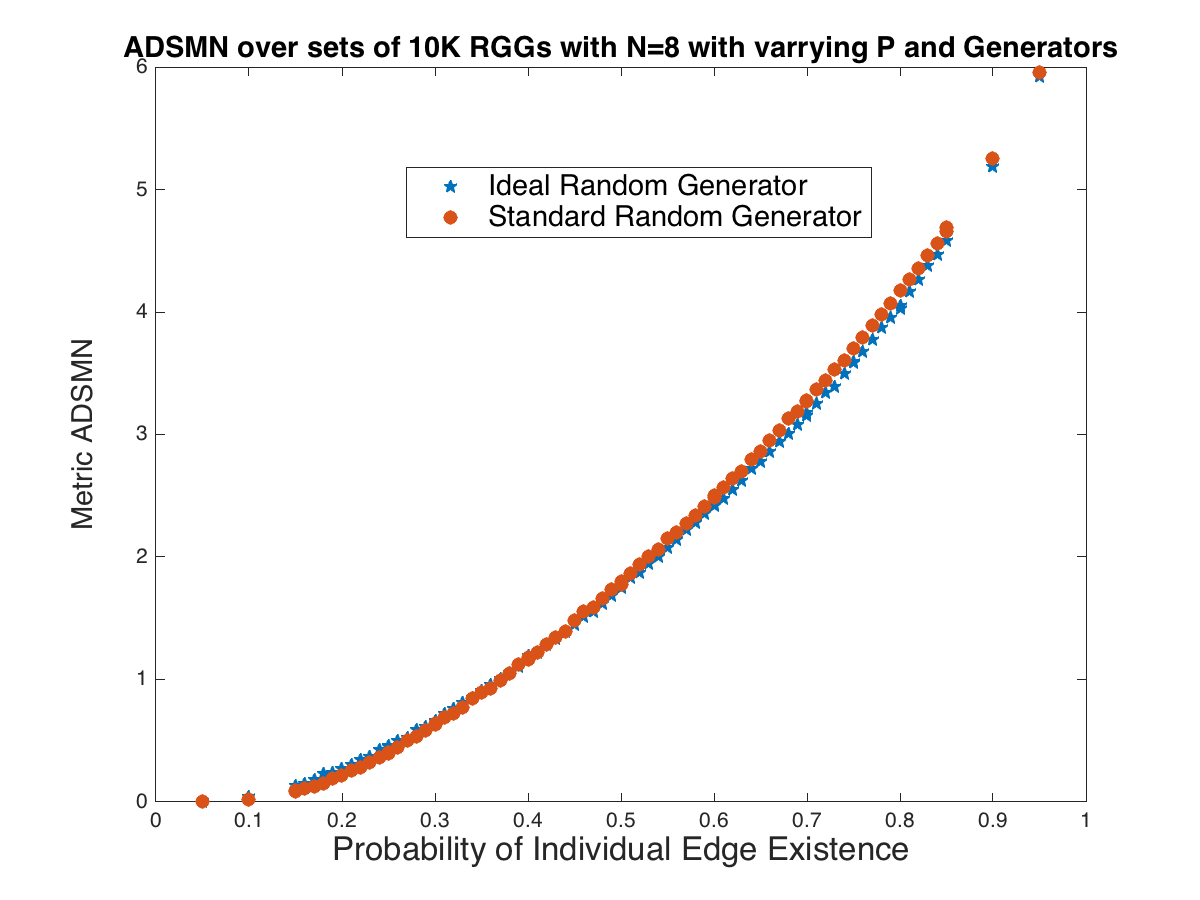 ADSMN over sets of 10K RGGs with N=8 with varrying P and Generators
6
5
4
3
2
1
0
Metric ADSMN
Ideal Random Generator
Standard Random Generator
0 0.1 0.2 0.3 0.4 0.5 0.6 0.7 0.8 0.9 1
Probability of Individual Edge Existence